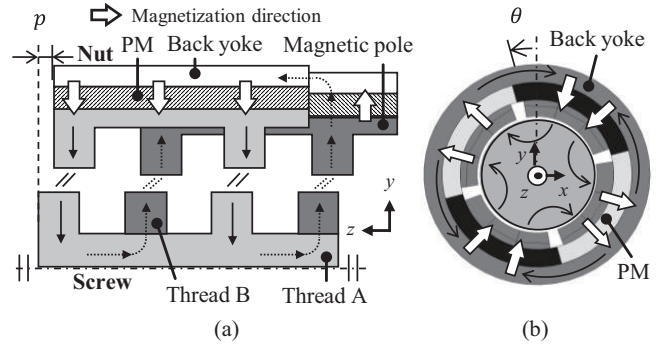 Magnetization direction
p
Nut
PM
Back yoke
Magnetic pole
y
z
Screw
Thread B
Thread A
(a)
θ
Back yoke
y
z
x
PM
(b)